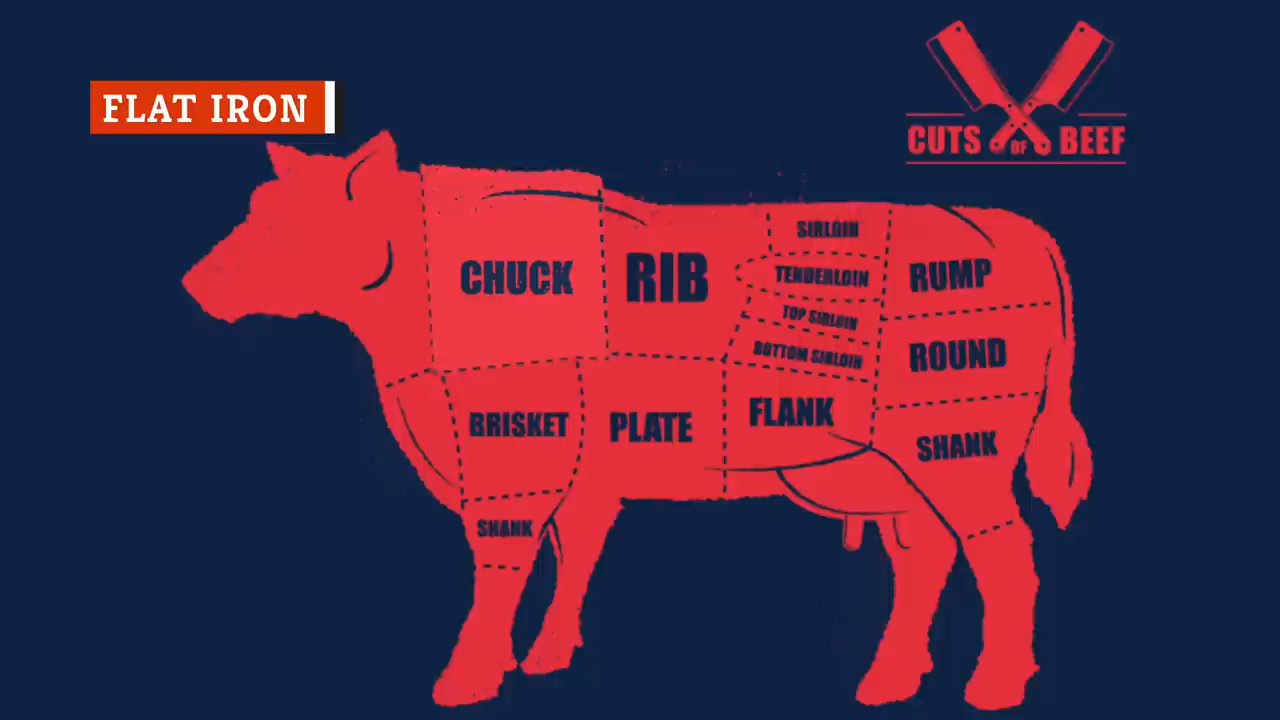 FLAT IRON
CUTS OF BEEF
CHUCK
RIB
SIRLOIN
TENDERLOIN
TOP SIRLOIN
BOTTOM SIRLOIN
RUMP
ROUND
BRISKET
PLATE
FLANK
SHANK
SHANK